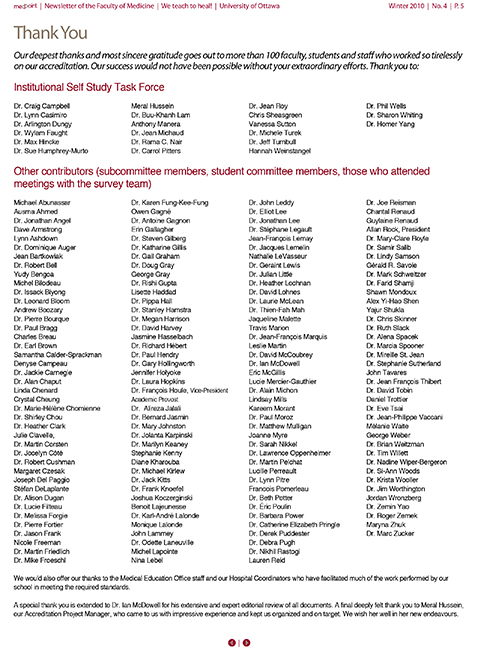 medpoint | Newsletter of the Faculty of Medicine | We teach to heal! | University of Ottawa
Winter 2010 | No. 4 | P. 5
Thank You
Our deepest thanks and most sincere gratitude goes out to more than 100 faculty, students and staff who worked so tirelessly
on our accreditation. Our success would not have been possible without your extraordinary efforts. Thank you to:
Institutional Self Study Task Force
Dr. Craig Campbell
Dr. Lynn Casimiro
Dr. Arlington Dungy
Dr. Wylam Faught
Dr. Max Hincke
Dr. Sue Humphrey-Murto
Meral Hussein
Dr. Buu-Khanh Lam
Anthony Manera
Dr. Jean Michaud
Dr. Rama C. Nair
Dr. Carrol Pitters
Dr. Jean Roy
Chris Sheasgreen
Vanessa Sutton
Dr. Michele Turek
Dr. Jeff Turnbull
Hannah Weinstangel
Dr. Phil Wells
Dr. Sharon Whiting
Dr. Homer Yang
Other contributors (subcommittee members, student committee members, those who attended
meetings with the survey team)
Michael Abunassar
Ausma Ahmed
Dr. Jonathan Angel
Dave Armstrong
Lynn Ashdown
Dr. Dominique Auger
Jean Bartkowiak
Dr. Robert Bell
Yudy Bengoa
Michel Bilodeau
Dr. Issack Biyong
Dr. Leonard Bloom
Andrew Boozary
Dr. Pierre Bourque
Dr. Paul Bragg
Charles Breau
Dr. Earl Brown
Samantha Calder-Sprackman
Denyse Campeau
Dr. Jackie Carnegie
Dr. Alan Chaput
Linda Chenard
Crystal Cheung
Dr. Marie-Hélène Chomienne
Dr. Shirley Chou
Dr. Heather Clark
Julie Clavelle,
Dr. Martin Corsten
Dr. Jocelyn Côté
Dr. Robert Cushman
Margaret Czesak
Joseph Del Paggio
Stéfan DeLaplante
Dr. Alison Dugan
Dr. Lucie Filteau
Dr. Melissa Forgie
Dr. Pierre Fortier
Dr. Jason Frank
Nicole Freeman
Dr. Martin Friedlich
Dr. Mike Froeschl
Dr. Karen Fung-Kee-Fung
Owen Gagné
Dr. Antoine Gagnon
Erin Gallagher
Dr. Steven Gilberg
Dr. Katharine Gillis
Dr. Gail Graham
Dr. Doug Gray
George Gray
Dr. Rishi Gupta
Lisette Haddad
Dr. Pippa Hall
Dr. Stanley Hamstra
Dr. Megan Harrison
Dr. David Harvey
Jasmine Hasselback
Dr. Richard Hébert
Dr. Paul Hendry
Dr. Gary Hollingworth
Jennifer Holyoke
Dr. Laura Hopkins
Dr. François Houle, Vice-President
Academic Provost
Dr. Alireza Jalali
Dr. Bernard Jasmin
Dr. Mary Johnston
Dr. Jolanta Karpinski
Dr. Marilyn Keaney
Stephanie Kenny
Diane Kharouba
Dr. Michael Kirlew
Dr. Jack Kitts
Dr. Frank Knoefel
Joshua Koczerginski
Benoit Lajeunesse
Dr. Karl-André Lalonde
Monique Lalonde
John Lammey
Dr. Odette Laneuville
Michel Lapointe
Nina Lebel
Dr. John Leddy
Dr. Elliot Lee
Dr. Jonathan Lee
Dr. Stéphane Legault
Jean-François Lemay
Dr. Jacques Lemelin
Nathalie LeVasseur
Dr. Geraint Lewis
Dr. Julian Little
Dr. Heather Lochnan
Dr. David Lohnes
Dr. Laurie McLean
Dr. Thien-Fah Mah
Jaqueline Malette
Travis Marion
Dr. Jean-François Marquis
Leslie Martin
Dr. David McCoubrey
Dr. Ian McDowell
Eric McGillis
Lucie Mercier-Gauthier
Dr. Alain Michon
Lindsay Mills
Kareem Morant
Dr. Paul Moroz
Dr. Matthew Mulligan
Joanne Myre
Dr. Sarah Nikkel
Dr. Lawrence Oppenheimer
Dr. Martin Pelchat
Lucille Perreault
Dr. Lynn Pitre
Francois Pomerleau
Dr. Beth Potter
Dr. Éric Poulin
Dr. Barbara Power
Dr. Catherine Elizabeth Pringle
Dr. Derek Puddester
Dr. Debra Pugh
Dr. Nikhil Rastogi
Lauren Reid
Dr. Joe Reisman
Chantal Renaud
Guylaine Renaud
Allan Rock, President
Dr. Mary-Clare Royle
Dr. Samir Salib
Dr. Lindy Samson
Gérald R. Savoie
Dr. Mark Schweitzer
Dr. Farid Shamji
Shawn Mondoux
Alex Yi-Hao Shen
Yajur Shukla
Dr. Chris Skinner
Dr. Ruth Slack
Dr. Alena Spacek
Dr. Marcia Spooner
Dr. Mireille St. Jean
Dr. Stephanie Sutherland
John Tavares
Dr. Jean François Thibert
Dr. David Tobin
Daniel Trottier
Dr. Eve Tsai
Dr. Jean-Philippe Vaccani
Mélanie Waite
George Weber
Dr. Brian Weitzman
Dr. Tim Willett
Dr. Nadine Wiper-Bergeron
Dr. Si-Ann Woods
Dr. Krista Wooller
Dr. Jim Worthington
Jordan Wronzberg
Dr. Zemin Yao
Dr. Roger Zemek
Maryna Zhuk
Dr. Marc Zucker
We would also offer our thanks to the Medical Education Office staff and our Hospital Coordinators who have facilitated much of the work performed by our
school in meeting the required standards.
A special thank you is extended to Dr. Ian McDowell for his extensive and expert editorial review of all documents. A final deeply felt thank you to Meral Hussein,
our Accreditation Project Manager, who came to us with impressive experience and kept us organized and on target. We wish her well in her new endeavours.